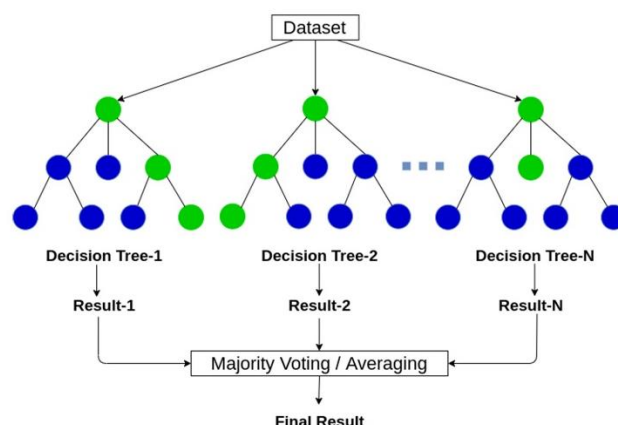 Dataset
Decision Tree-1 Decision Tree-2 Decision Tree-N
Result-1 Result-2 Result-N
Majority Voting / Averaging
Final Result